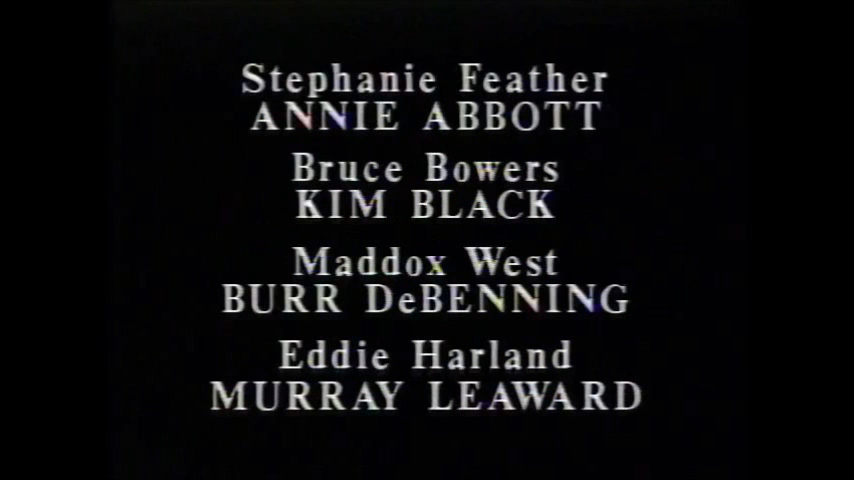 Stephanie Feather
ANNIE ABBOTT
Bruce Bowers
KIM BLACK
Maddox West
BURR DeBENNING
Eddie Harland
MURRAY LEAWARD